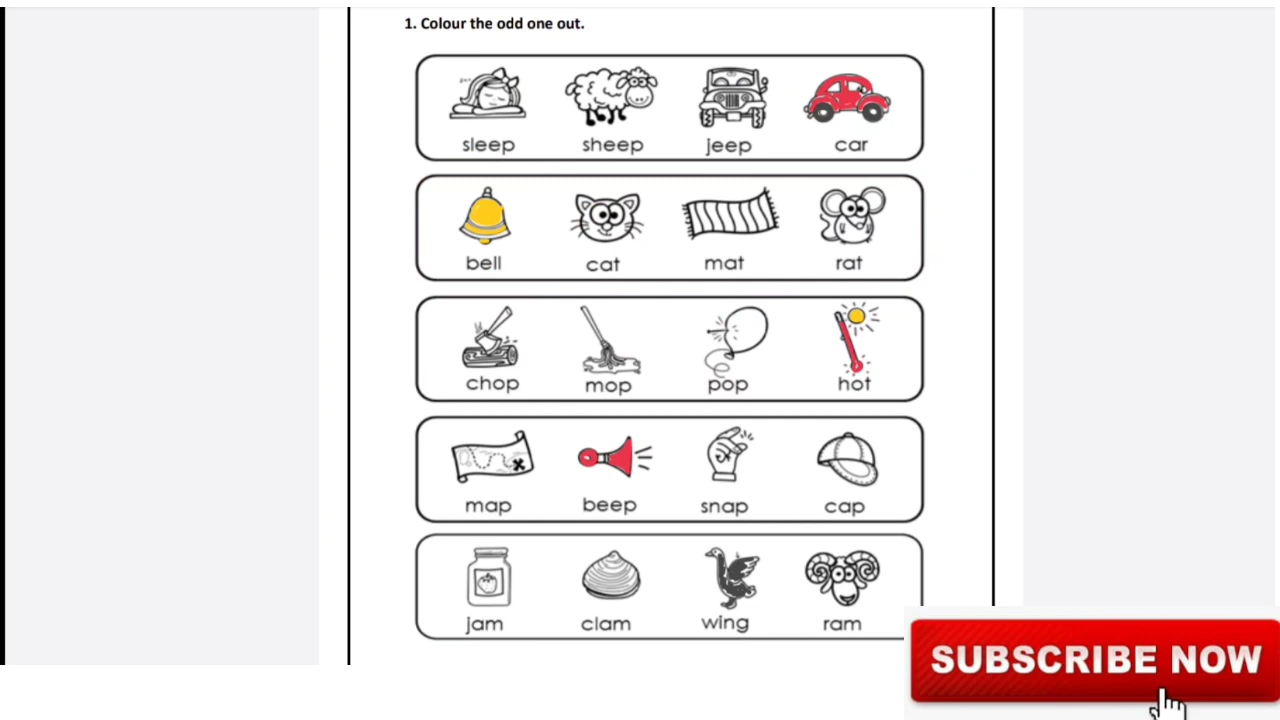 1. Colour the odd one out.
sleep sheep jeep car
bell cat mat rat
chop mop pop hot
map beep snap cap
jam clam wing ram
SUBSCRIBE NOW